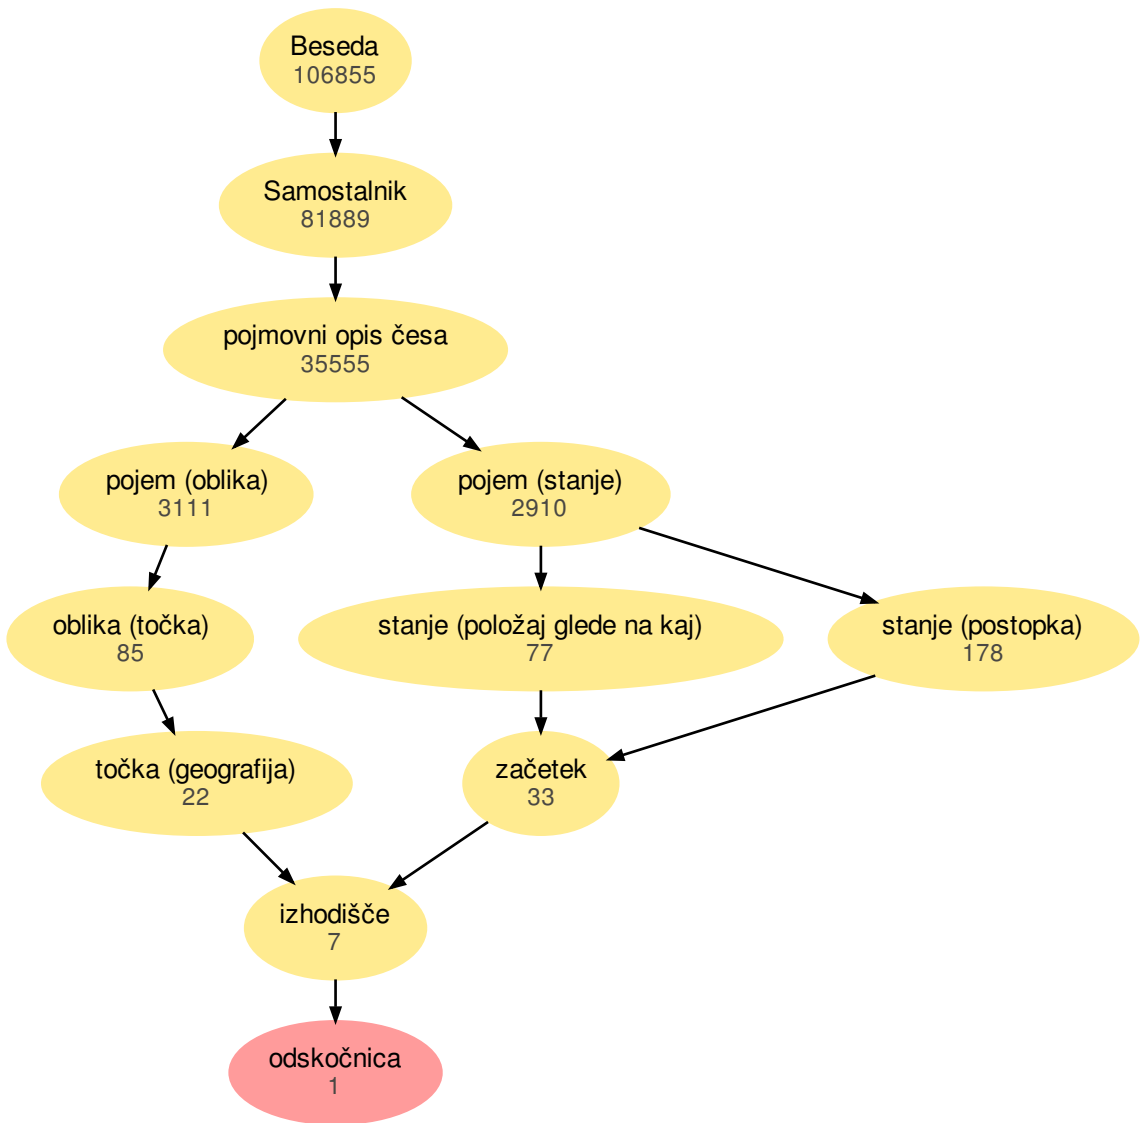 Beseda
106855
Samostalnik
81889
pojmovni opis česa
35555
pojem (oblika)
3111
pojem (stanje)
2910
oblika (točka)
85
stanje (položaj glede na kaj)
77
stanje (postopka)
178
točka (geografija)
22
začetek
33
izhodišče
7
odskočnica
1